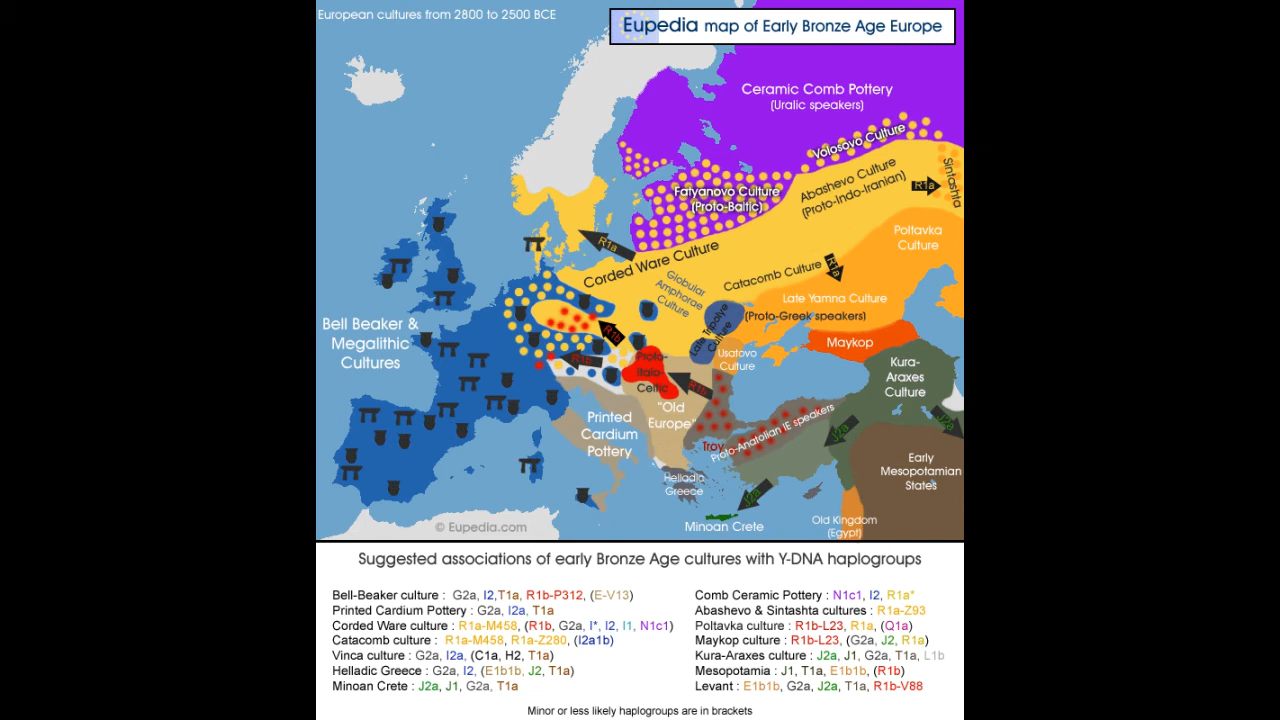 European cultures from 2800 to 2500 BCE
Eupedia map of Early Bronze Age Europe
Ceramic Comb Pottery
(Uralic speakers)
Volosovo Culture
Fatyanovo Culture
(Proto-Baltic)
Abashevo Culture
(Proto-Indo-Iranian)
R1a
Sintashta
Poltavka
Culture
R1a
Corded Ware Culture
Catacomb Culture
R1a
Globular
Amphorae
Culture
Late Yamna Culture
(Proto-Greek speakers)
Late Tripolye
Culture
Bell Beaker &
Megalithic
Cultures
R1b
R1b
Proto-
Italo-
Celtic
R1b
Usatovo
Culture
Maykop
Kura-
Araxes
Culture
"Old
Europe"
Printed
Cardium
Pottery
Troy
Proto-Anatolian IE speakers
J2a
J2a
Early
Mesopotamian
States
Helladic
Greece
J2a
Minoan Crete
Old Kingdom
(Egypt)
© Eupedia.com
Suggested associations of early Bronze Age cultures with Y-DNA haplogroups
Bell-Beaker culture : G2a, I2,T1a, R1b-P312, (E-V13)
Printed Cardium Pottery : G2a, I2a, T1a
Corded Ware culture : R1a-M458, (R1b, G2a, I*, I2, I1, N1c1)
Catacomb culture : R1a-M458, R1a-Z280, (I2a1b)
Vinca culture : G2a, I2a, (C1a, H2, T1a)
Helladic Greece : G2a, I2, (E1b1b, J2, T1a)
Minoan Crete : J2a, J1, G2a, T1a
Comb Ceramic Pottery : N1c1, I2, R1a*
Abashevo & Sintashta cultures : R1a-Z93
Poltavka culture : R1b-L23, R1a, (Q1a)
Maykop culture : R1b-L23, (G2a, J2, R1a)
Kura-Araxes culture : J2a, J1, G2a, T1a, L1b
Mesopotamia : J1, T1a, E1b1b, (R1b)
Levant : E1b1b, G2a, J2a, T1a, R1b-V88
Minor or less likely haplogroups are in brackets